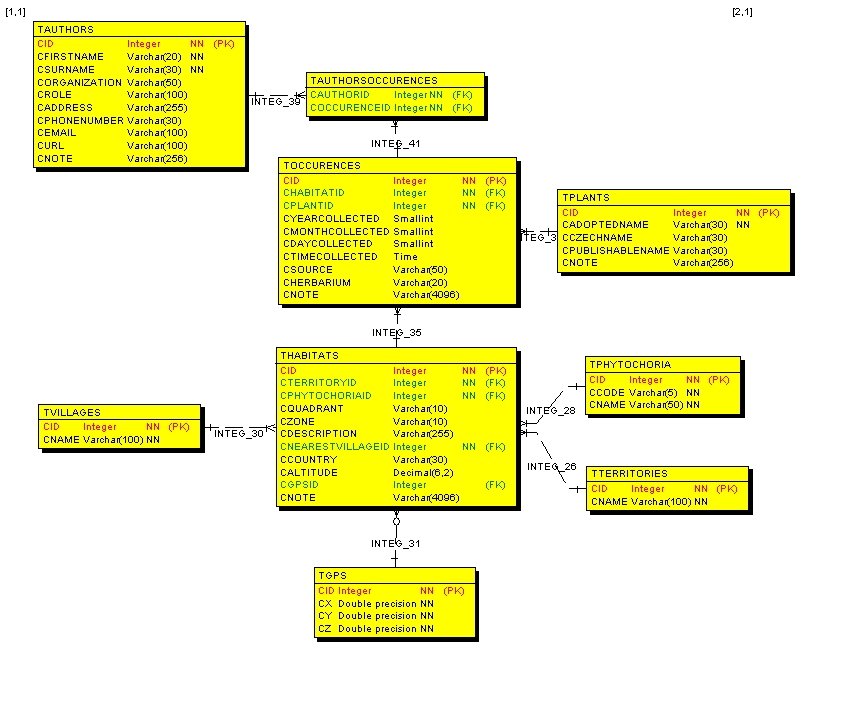 [1,1]
[2,1]
TAUTHORS
CID Integer NN (PK)
CFIRSTNAME Varchar(20) NN
CSURNAME Varchar(30) NN
CORGANIZATION Varchar(50)
CROLE Varchar(100)
CADDRESS Varchar(255)
CPHONENUMBER Varchar(30)
CEMAIL Varchar(100)
CURL Varchar(100)
CNOTE Varchar(256)
INTEG_39
TAUTHORSOCCURENCES
CAUTHORID Integer NN (FK)
COCCURENCEID Integer NN (FK)
INTEG_41
TOCCURENCES
CID Integer NN (PK)
CHABITATID Integer NN (FK)
CPLANTID Integer NN (FK)
CYEARCOLLECTED Smallint
CMONTHCOLLECTED Smallint
CDAYCOLLECTED Smallint
CTIMECOLLECTED Time
CSOURCE Varchar(50)
CHERBARIUM Varchar(20)
CNOTE Varchar(4096)
TPLANTS
CID Integer NN (PK)
CADOPTEDNAME Varchar(30) NN
CCZECHNAME Varchar(30)
CPUBLISHABLENAME Varchar(30)
CNOTE Varchar(256)
INTEG_35
THABITATS
CID Integer NN (PK)
CTERRITORYID Integer NN (FK)
CPHYTOCHORIAID Integer NN (FK)
CQUADRANT Varchar(10)
CZONE Varchar(10)
CDESCRIPTION Varchar(255)
CNEARESTVILLAGEID Integer NN (FK)
CCOUNTRY Varchar(30)
CALTITUDE Decimal(6,2)
CGPSID Integer (FK)
CNOTE Varchar(4096)
TPHYTOCHORIA
CID Integer NN (PK)
CCODE Varchar(5) NN
CNAME Varchar(50) NN
INTEG_28
TVILLAGES
CID Integer NN (PK)
CNAME Varchar(100) NN
INTEG_30
INTEG_26
TTERRITORIES
CID Integer NN (PK)
CNAME Varchar(100) NN
INTEG_31
TGPS
CID Integer NN (PK)
CX Double precision NN
CY Double precision NN
CZ Double precision NN